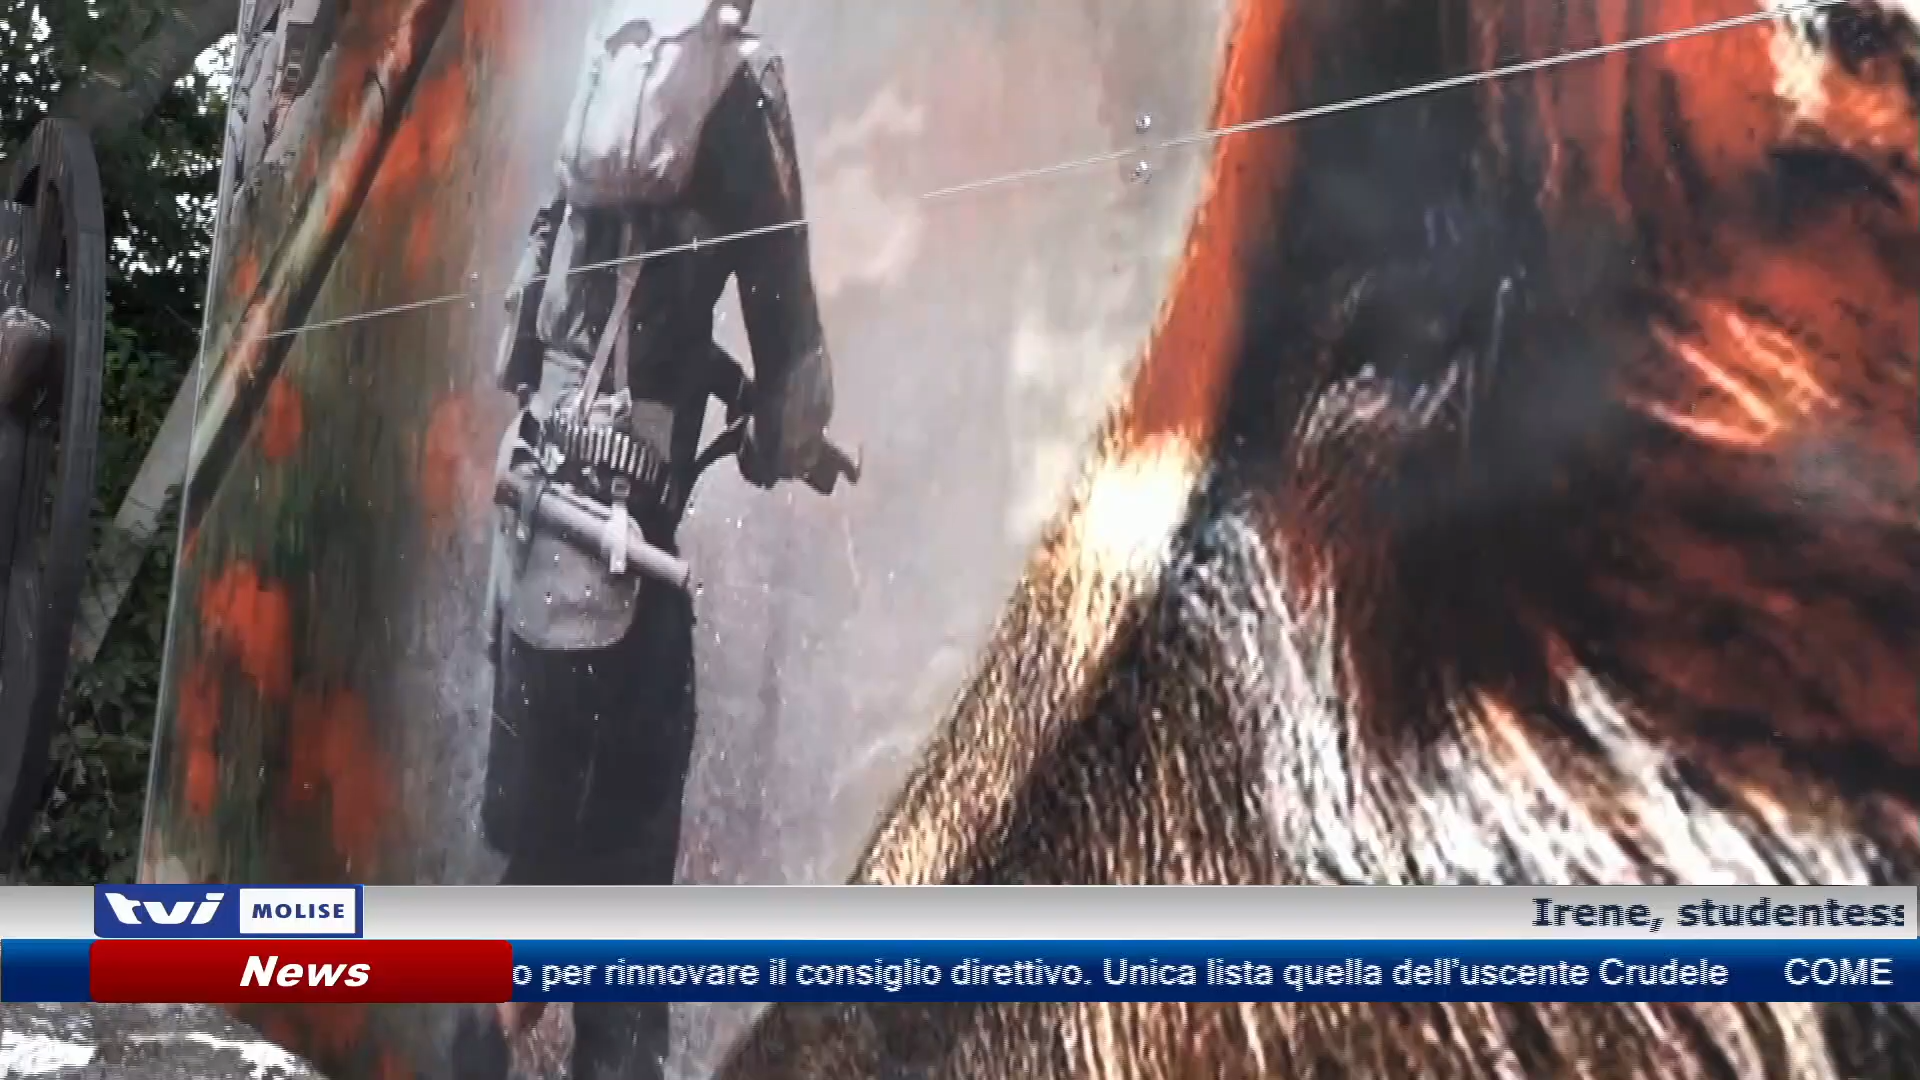 tvi MOLISE
Irene, studentess
News
o per rinnovare il consiglio direttivo. Unica lista quella dell'uscente Crudele COME